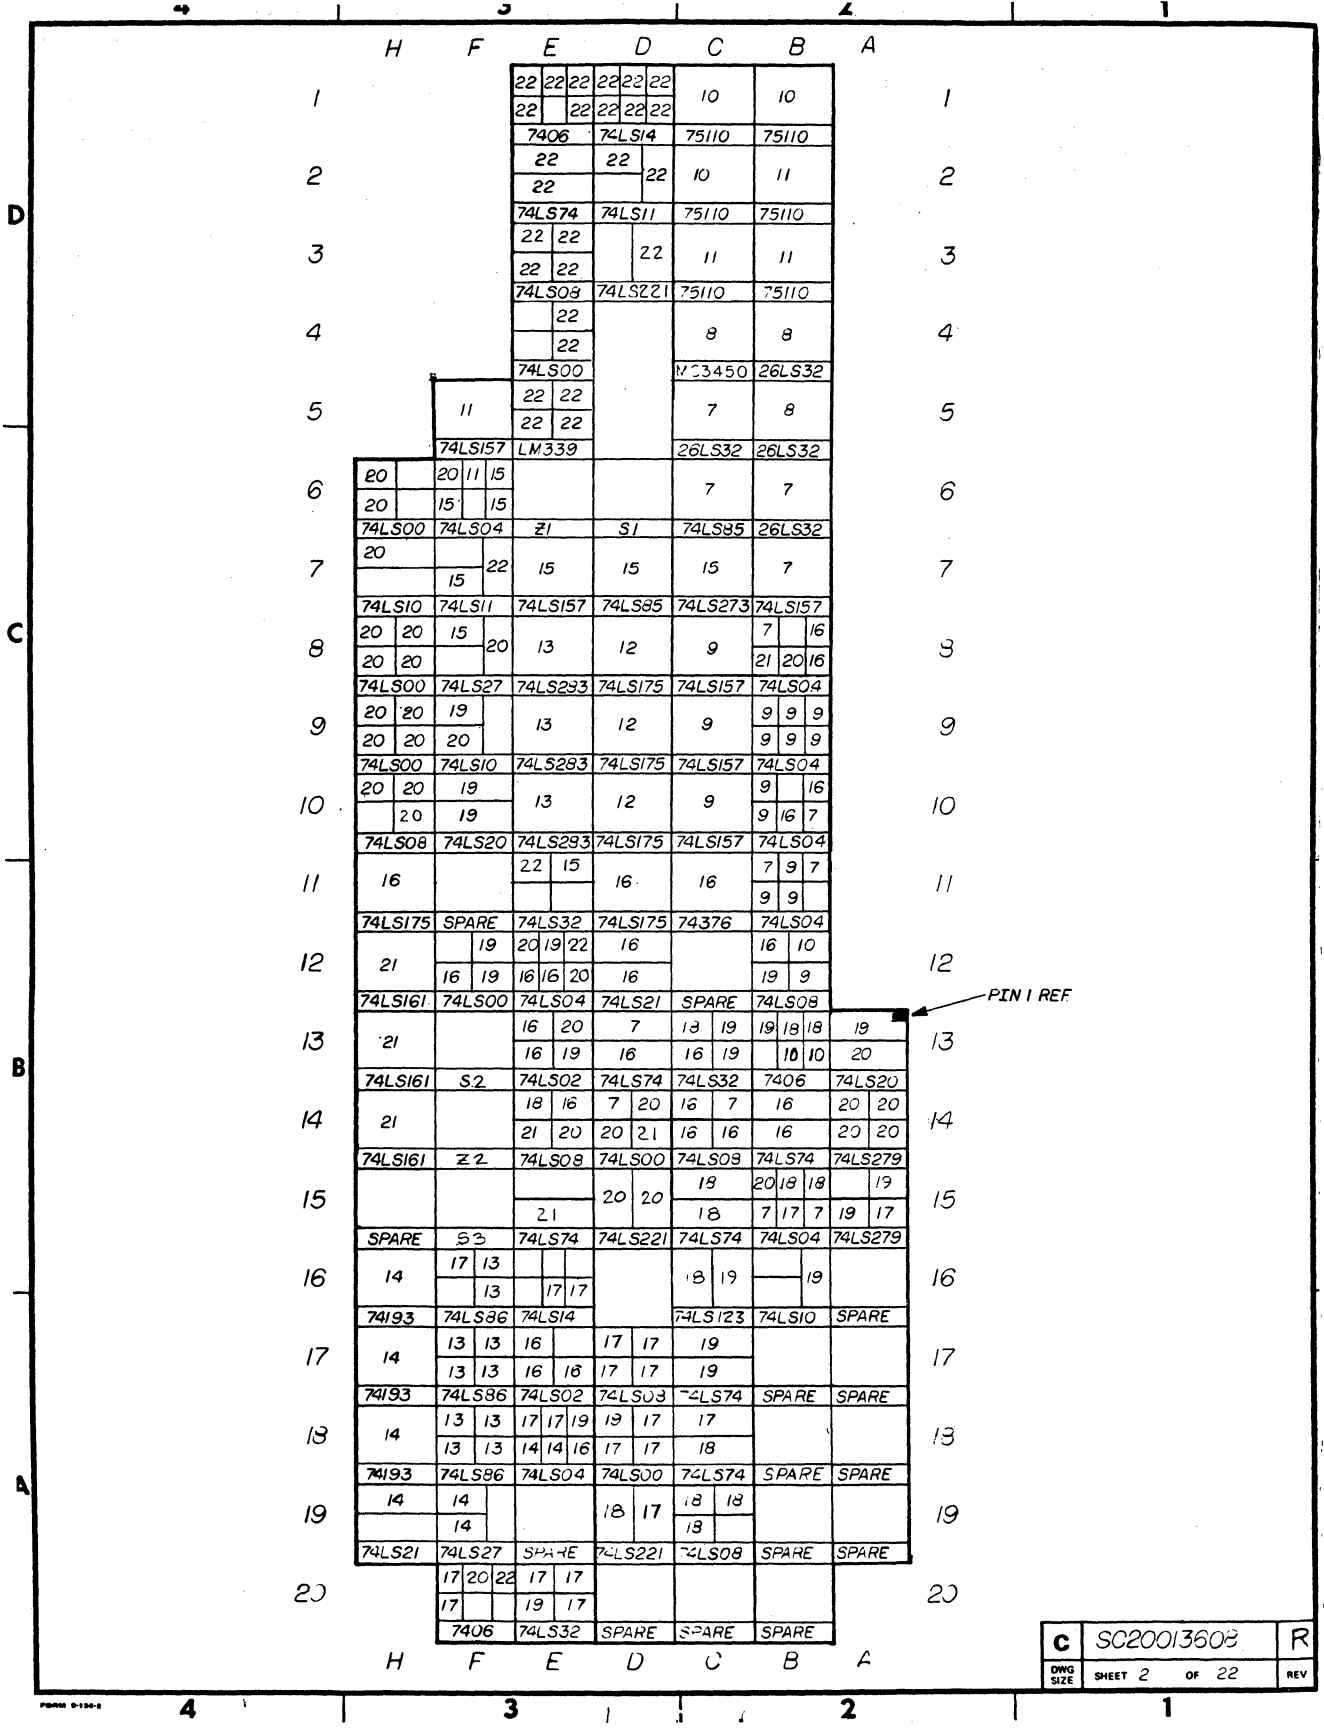 4 3 2 1
H F E D C B A
22 22 22 22 22 22
1 10 10 1
22 22 22 22 22
7406 74LS14 75110 75110
22 22
2 22 10 11 2
22
D 74LS74 74LS11 75110 75110
22 22
3 22 11 11 3
22 22
74LS08 74LS221 75110 75110
22
4 8 8 4
22
74LS00 MC3450 26LS32
22 22
5 11 7 8 5
22 22
74LS157 LM339 26LS32 26LS32
20 20 11 15
6 7 7 6
20 15 15
74LS00 74LS04 Z1 S1 74LS85 26LS32
20
7 22 15 15 15 7 7
15
74LS10 74LS11 74LS157 74LS85 74LS273 74LS157
C 20 20 15 7 16
8 20 13 12 9 8
20 20 21 20 16
74LS00 74LS27 74LS283 74LS175 74LS157 74LS04
20 20 19 9 9 9
9 13 12 9 9
20 20 20 9 9 9
74LS00 74LS10 74LS283 74LS175 74LS157 74LS04
20 20 19 9 16
10 13 12 9 10
20 19 9 16 7
74LS08 74LS20 74LS283 74LS175 74LS157 74LS04
22 15 7 9 7
11 16 16 16 11
9 9
74LS175 SPARE 74LS32 74LS175 74376 74LS04
19 20 19 22 16 16 10
12 21 12
16 19 16 16 20 16 19 9
74LS161 74LS00 74LS04 74LS21 SPARE 74LS08
PIN 1 REF
16 20 7 18 19 19 18 18 19
13 21 13
16 19 16 16 19 18 10 20
B 74LS161 S2 74LS02 74LS74 74LS32 7406 74LS20
18 16 7 20 16 7 16 20 20
14 21 14
21 20 20 21 16 16 16 20 20
74LS161 Z2 74LS08 74LS00 74LS08 74LS74 74LS279
18 20 18 18 19
15 20 20 15
21 18 7 17 7 19 17
SPARE S3 74LS74 74LS221 74LS74 74LS04 74LS279
17 13
16 14 18 19 19 16
13 17 17
74193 74LS86 74LS14 74LS123 74LS10 SPARE
13 13 16 17 17 19
17 14 17
13 13 16 16 17 17 19
74193 74LS86 74LS02 74LS08 74LS74 SPARE SPARE
13 13 17 17 19 19 17 17
18 14 18
13 13 14 14 16 17 17 18
74193 74LS86 74LS04 74LS00 74LS74 SPARE SPARE
A 14 14 18 18
19 18 17 19
14 18
74LS21 74LS27 SPARE 74LS221 74LS08 SPARE SPARE
17 20 22 17 17
20 20
17 19 17
7406 74LS32 SPARE SPARE SPARE
H F E D C B A
C SC20013608 R
DWG SIZE SHEET 2 OF 22 REV
FORM 9-134-2
4 3 2 1